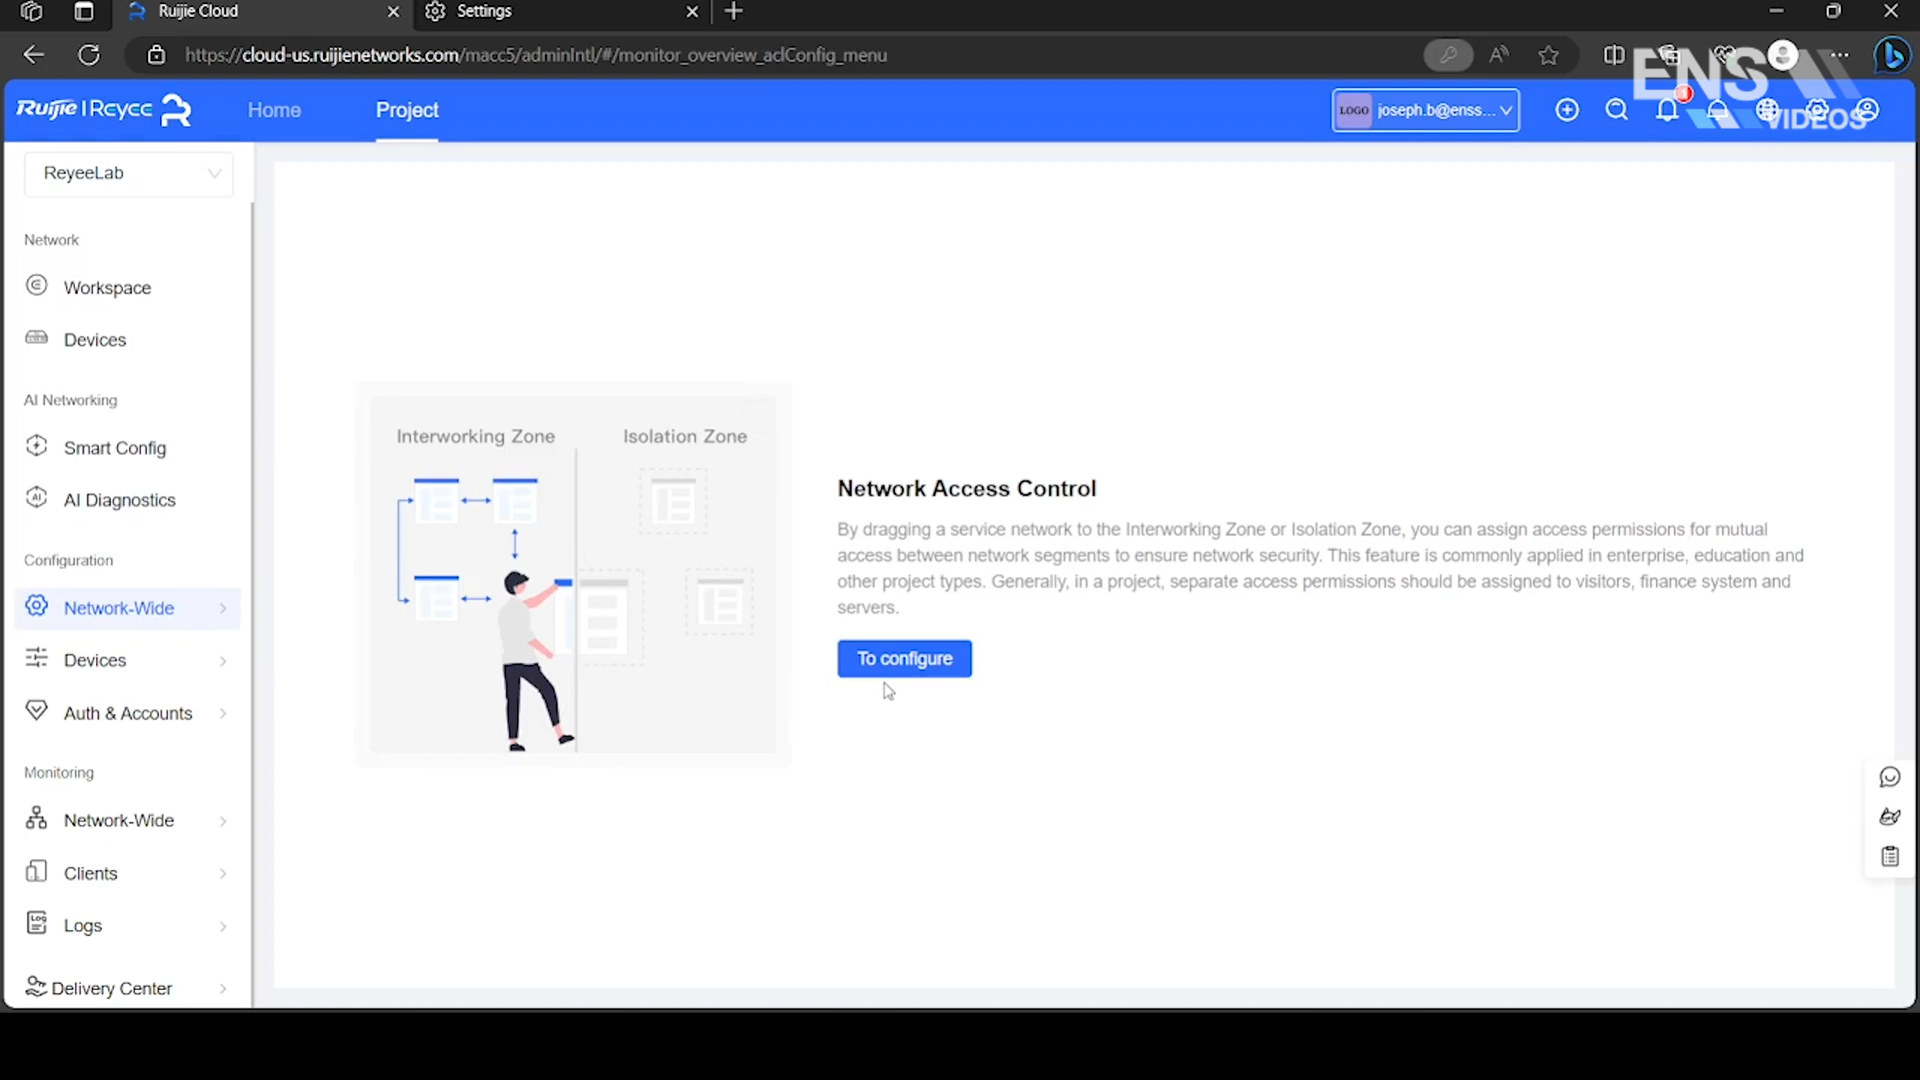 Ruijie Cloud
Settings
https://cloud-us.ruijienetworks.com/macc5/adminIntl/#/monitor_overview_aclConfig_menu
ENS
VIDEOS
Ruijie | Reyee
Home
Project
LOGO joseph.b@enss...
1
ReyeeLab
Network
Workspace
Devices
AI Networking
Smart Config
AI Diagnostics
Configuration
Network-Wide
Devices
Auth & Accounts
Monitoring
Network-Wide
Clients
Logs
Delivery Center
Interworking Zone
Isolation Zone
Network Access Control
By dragging a service network to the Interworking Zone or Isolation Zone, you can assign access permissions for mutual
access between network segments to ensure network security. This feature is commonly applied in enterprise, education and
other project types. Generally, in a project, separate access permissions should be assigned to visitors, finance system and
servers.
To configure